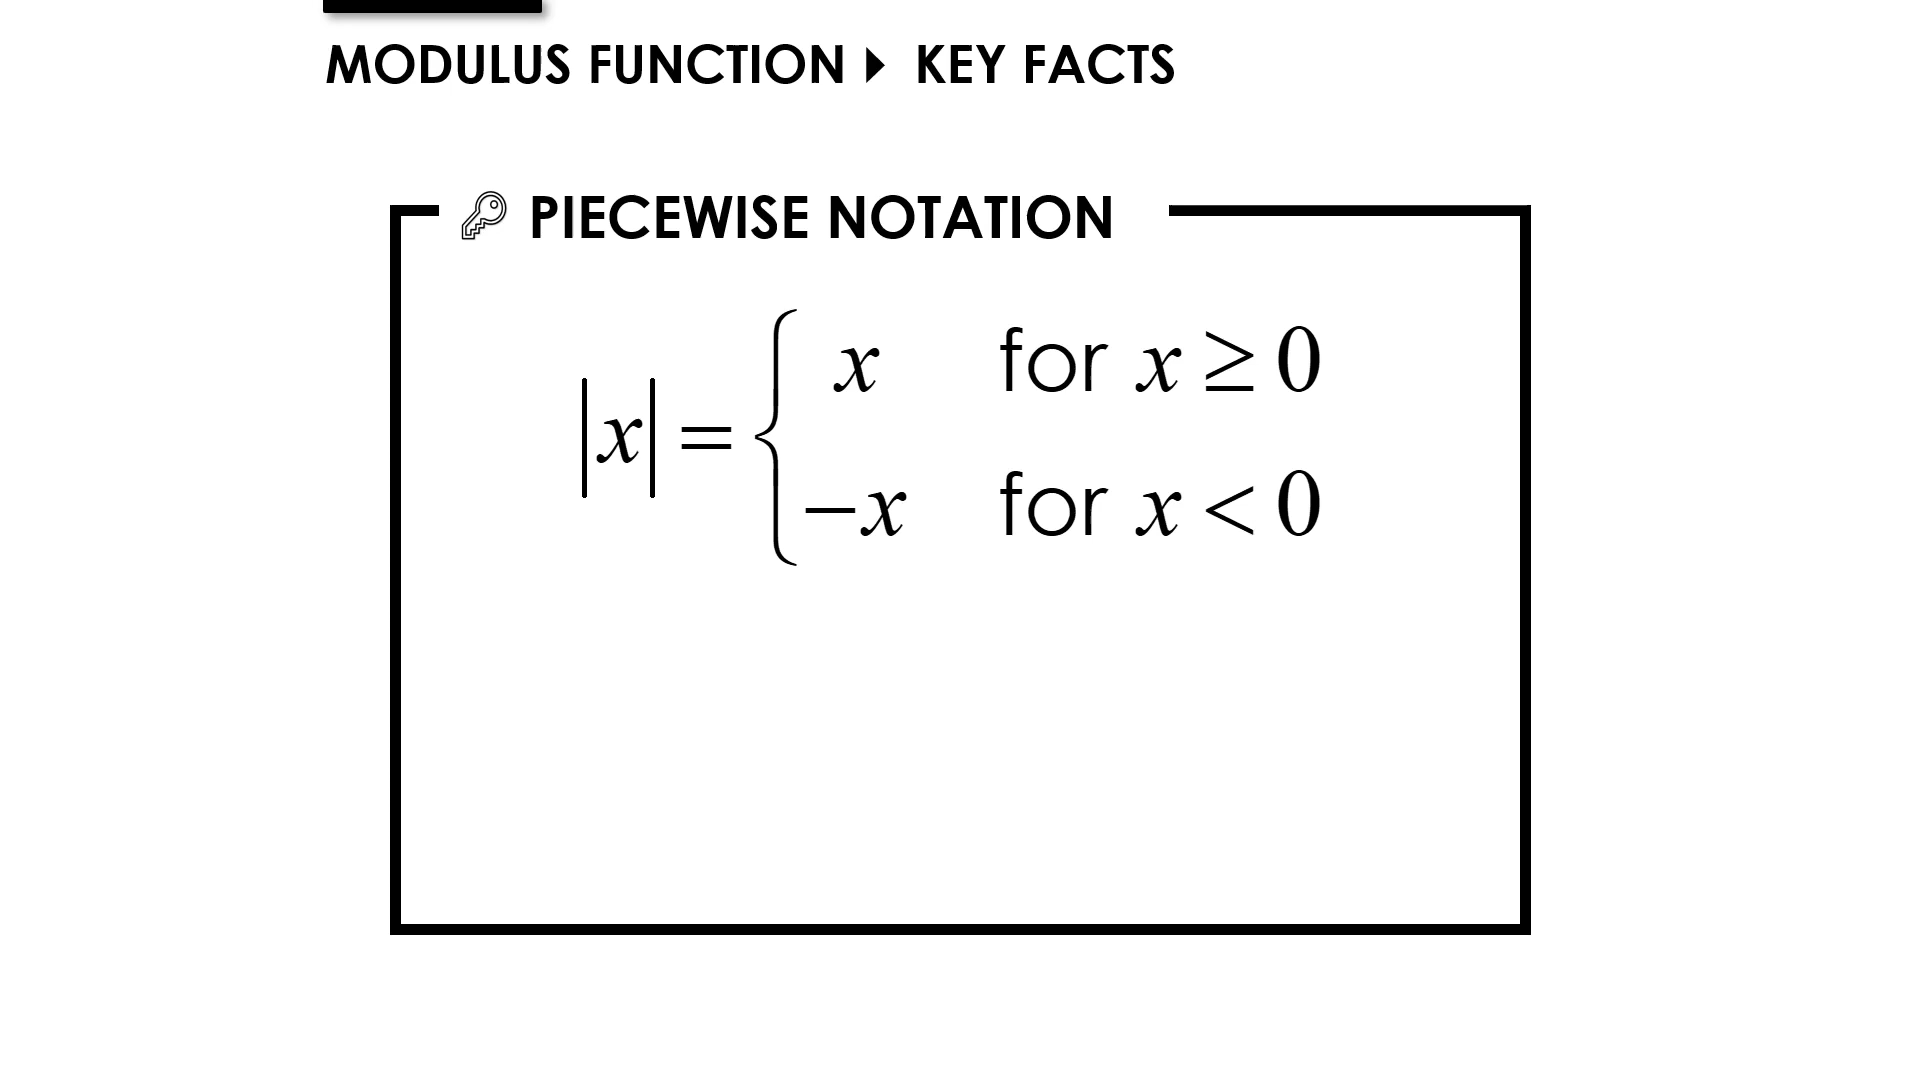 MODULUS FUNCTION ▶ KEY FACTS
🔑 PIECEWISE NOTATION
|x| = { x for x ≥ 0
−x for x < 0